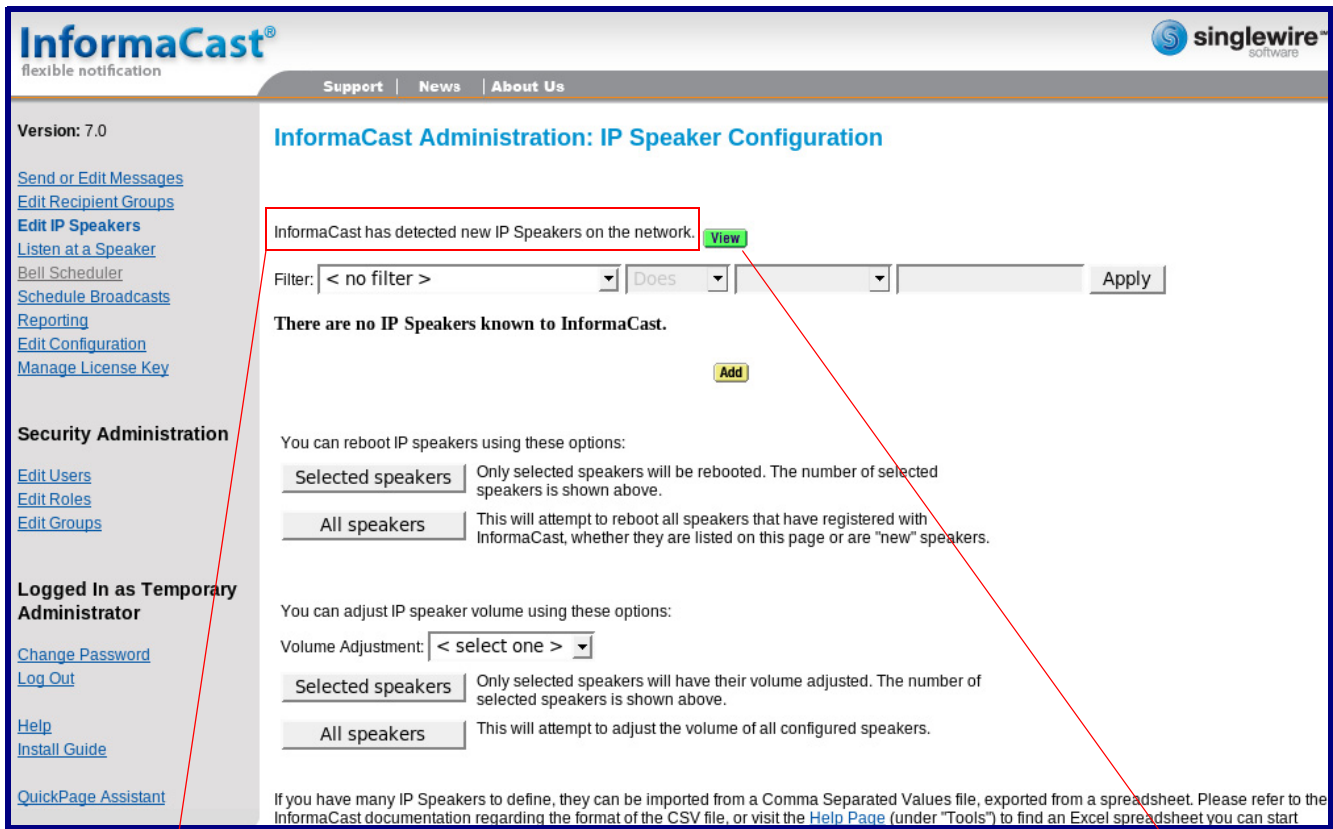 InformaCast®
flexible notification
singlewire℠
software
Support | News | About Us
Version: 7.0
Send or Edit Messages
Edit Recipient Groups
Edit IP Speakers
Listen at a Speaker
Bell Scheduler
Schedule Broadcasts
Reporting
Edit Configuration
Manage License Key
Security Administration
Edit Users
Edit Roles
Edit Groups
Logged In as Temporary
Administrator
Change Password
Log Out
Help
Install Guide
QuickPage Assistant
InformaCast Administration: IP Speaker Configuration
InformaCast has detected new IP Speakers on the network. View
Filter: < no filter > Does Apply
There are no IP Speakers known to InformaCast.
Add
You can reboot IP speakers using these options:
Selected speakers
Only selected speakers will be rebooted. The number of selected
speakers is shown above.
All speakers
This will attempt to reboot all speakers that have registered with
InformaCast, whether they are listed on this page or are "new" speakers.
You can adjust IP speaker volume using these options:
Volume Adjustment: < select one >
Selected speakers
Only selected speakers will have their volume adjusted. The number of
selected speakers is shown above.
All speakers
This will attempt to adjust the volume of all configured speakers.
If you have many IP Speakers to define, they can be imported from a Comma Separated Values file, exported from a spreadsheet. Please refer to the
InformaCast documentation regarding the format of the CSV file, or visit the Help Page (under "Tools") to find an Excel spreadsheet you can start